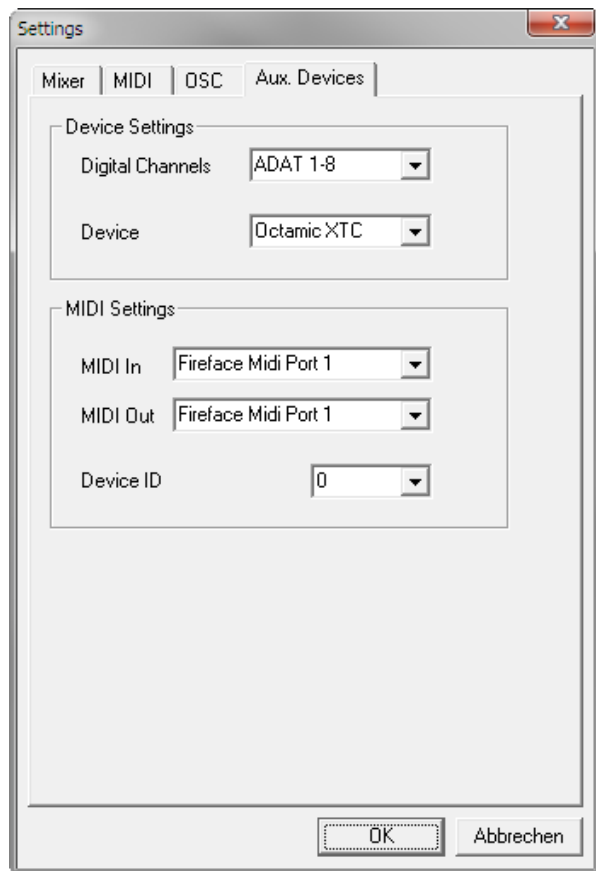 Settings
Mixer MIDI OSC Aux. Devices
Device Settings
Digital Channels ADAT 1-8
Device Octamic XTC
MIDI Settings
MIDI In Fireface Midi Port 1
MIDI Out Fireface Midi Port 1
Device ID 0
OK Abbrechen